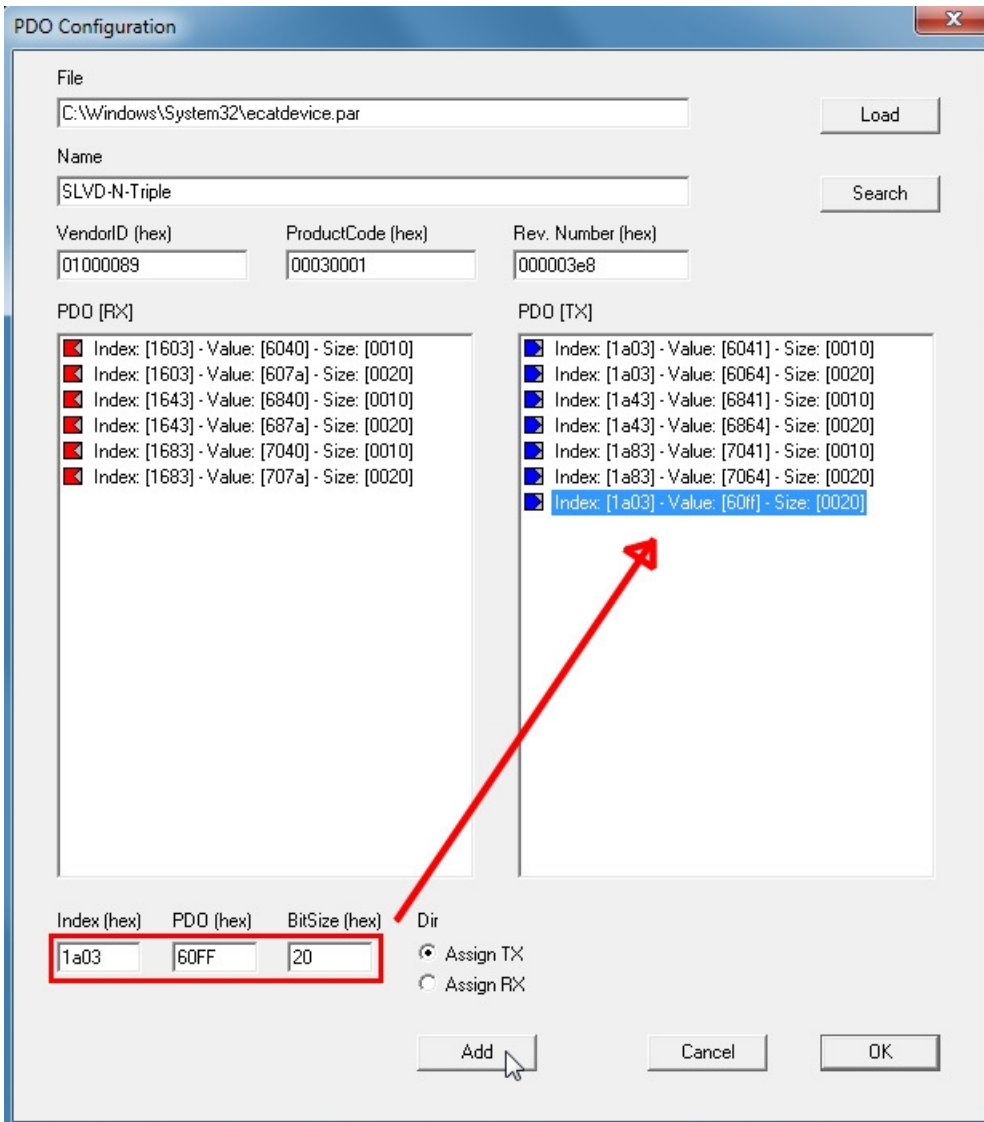 PDO Configuration
x
File
C:\Windows\System32\ecatdevice.par
Load
Name
SLVD-N-Triple
Search
VendorID (hex) ProductCode (hex) Rev. Number (hex)
01000089 00030001 000003e8
PDO [RX]
Index: [1603] - Value: [6040] - Size: [0010]
Index: [1603] - Value: [607a] - Size: [0020]
Index: [1643] - Value: [6840] - Size: [0010]
Index: [1643] - Value: [687a] - Size: [0020]
Index: [1683] - Value: [7040] - Size: [0010]
Index: [1683] - Value: [707a] - Size: [0020]
PDO [TX]
Index: [1a03] - Value: [6041] - Size: [0010]
Index: [1a03] - Value: [6064] - Size: [0020]
Index: [1a43] - Value: [6841] - Size: [0010]
Index: [1a43] - Value: [6864] - Size: [0020]
Index: [1a83] - Value: [7041] - Size: [0010]
Index: [1a83] - Value: [7064] - Size: [0020]
Index: [1a03] - Value: [60ff] - Size: [0020]
Index (hex) PDO (hex) BitSize (hex) Dir
1a03 60FF 20
Assign TX
Assign RX
Add Cancel OK